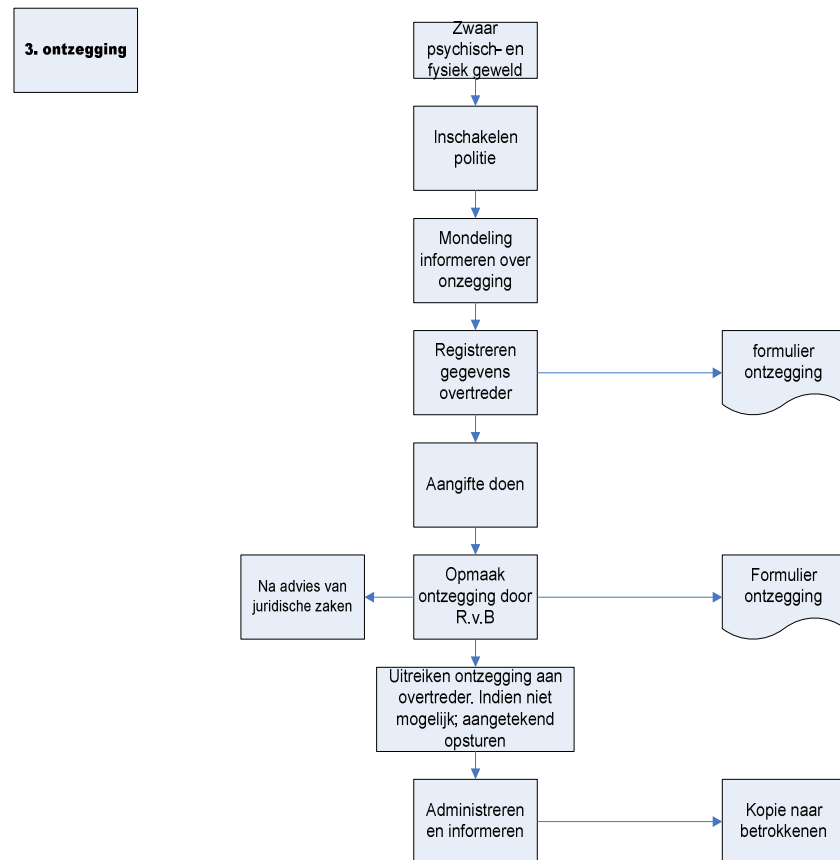 3. ontzegging
Zwaar
psychisch- en
fysiek geweld
Inschakelen
politie
Mondeling
informeren over
onzegging
Registreren
gegevens
overtreder
formulier
ontzegging
Aangifte doen
Na advies van
juridische zaken
Opmaak
ontzegging door
R.v.B
Formulier
ontzegging
Uitreiken ontzegging aan
overtreder. Indien niet
mogelijk; aangetekend
opsturen
Administreren
en informeren
Kopie naar
betrokkenen